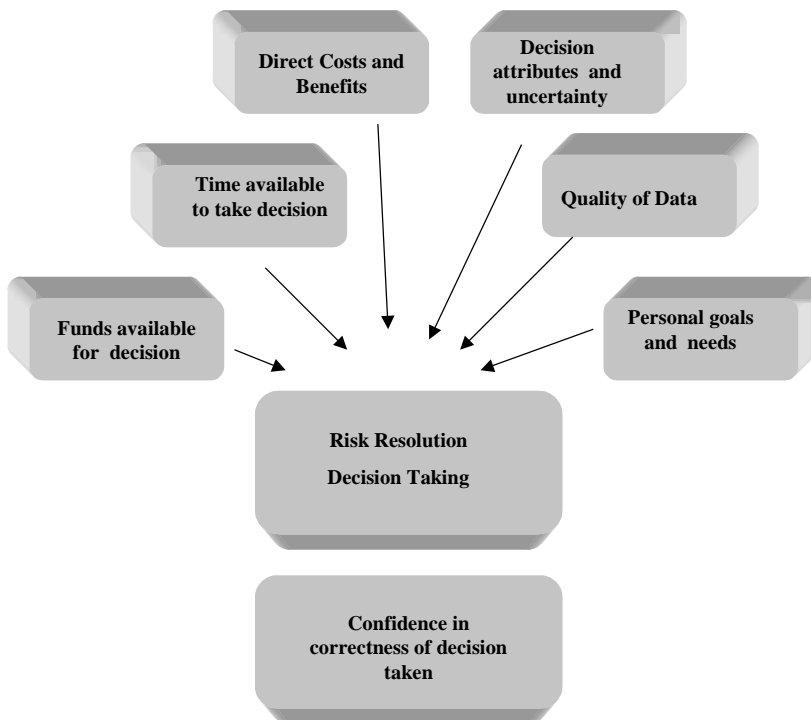 Direct Costs and
Benefits
Decision
attributes and
uncertainty
Time available
to take decision
Quality of Data
Funds available
for decision
Personal goals
and needs
Risk Resolution
Decision Taking
Confidence in
correctness of decision
taken